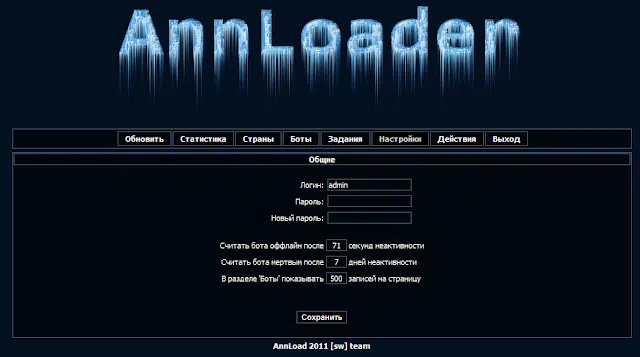 AnnLoader
Обновить Статистика Страны Боты Задания Настройки Действия Выход
Общие
Логин: admin
Пароль:
Новый пароль:
Считать бота оффлайн после 71 секунд неактивности
Считать бота мертвым после 7 дней неактивности
В разделе 'Боты' показывать 500 записей на страницу
Сохранить
AnnLoad 2011 [sw] team